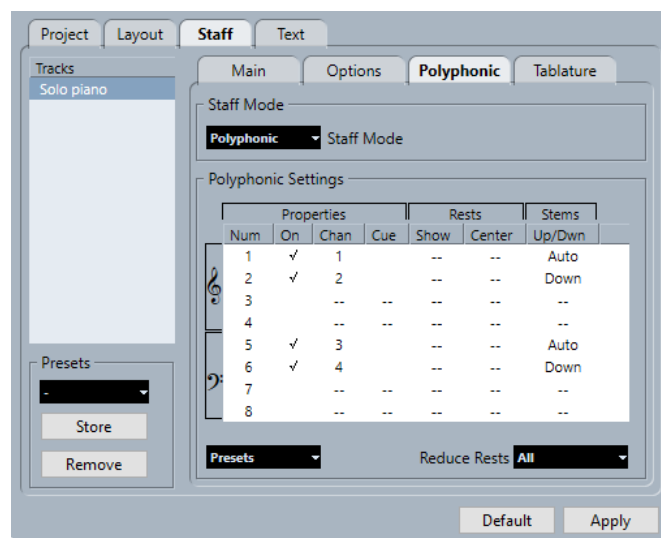 Project Layout Staff Text
Tracks
Solo piano
Main Options Polyphonic Tablature
Staff Mode
Polyphonic Staff Mode
Polyphonic Settings
Properties Rests Stems
Num On Chan Cue Show Center Up/Dwn
1 √ 1 -- -- Auto
2 √ 2 -- -- Down
3 -- -- -- -- --
4 -- -- -- -- --
5 √ 3 -- -- Auto
6 √ 4 -- -- Down
7 -- -- -- -- --
8 -- -- -- -- --
Presets
-
Store
Remove
Presets Reduce Rests All
Default Apply